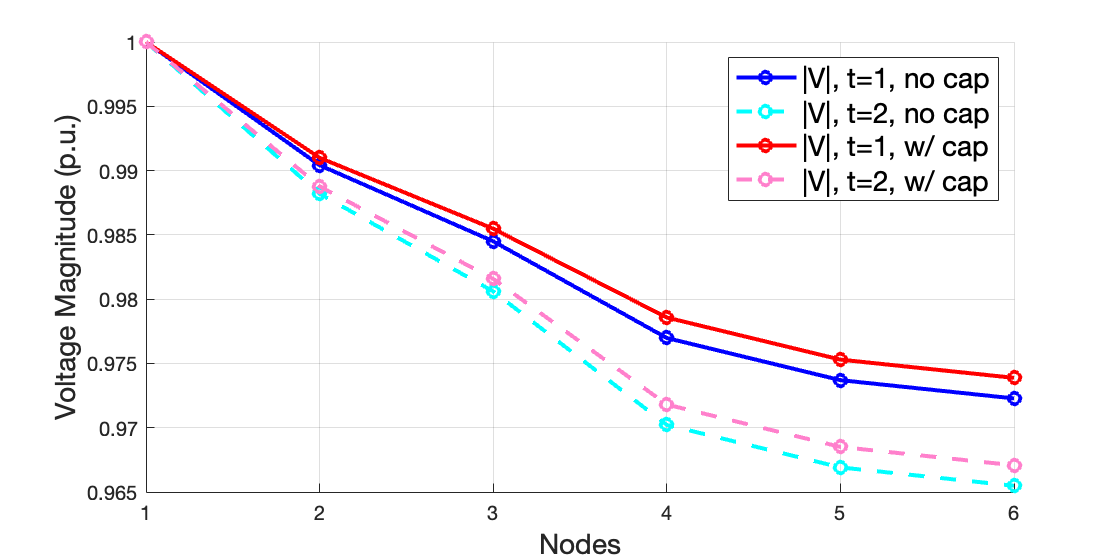 1
0.995
0.99
0.985
0.98
0.975
0.97
0.965
Voltage Magnitude (p.u.)
|V|, t=1, no cap
|V|, t=2, no cap
|V|, t=1, w/ cap
|V|, t=2, w/ cap
1 2 3 4 5 6
Nodes